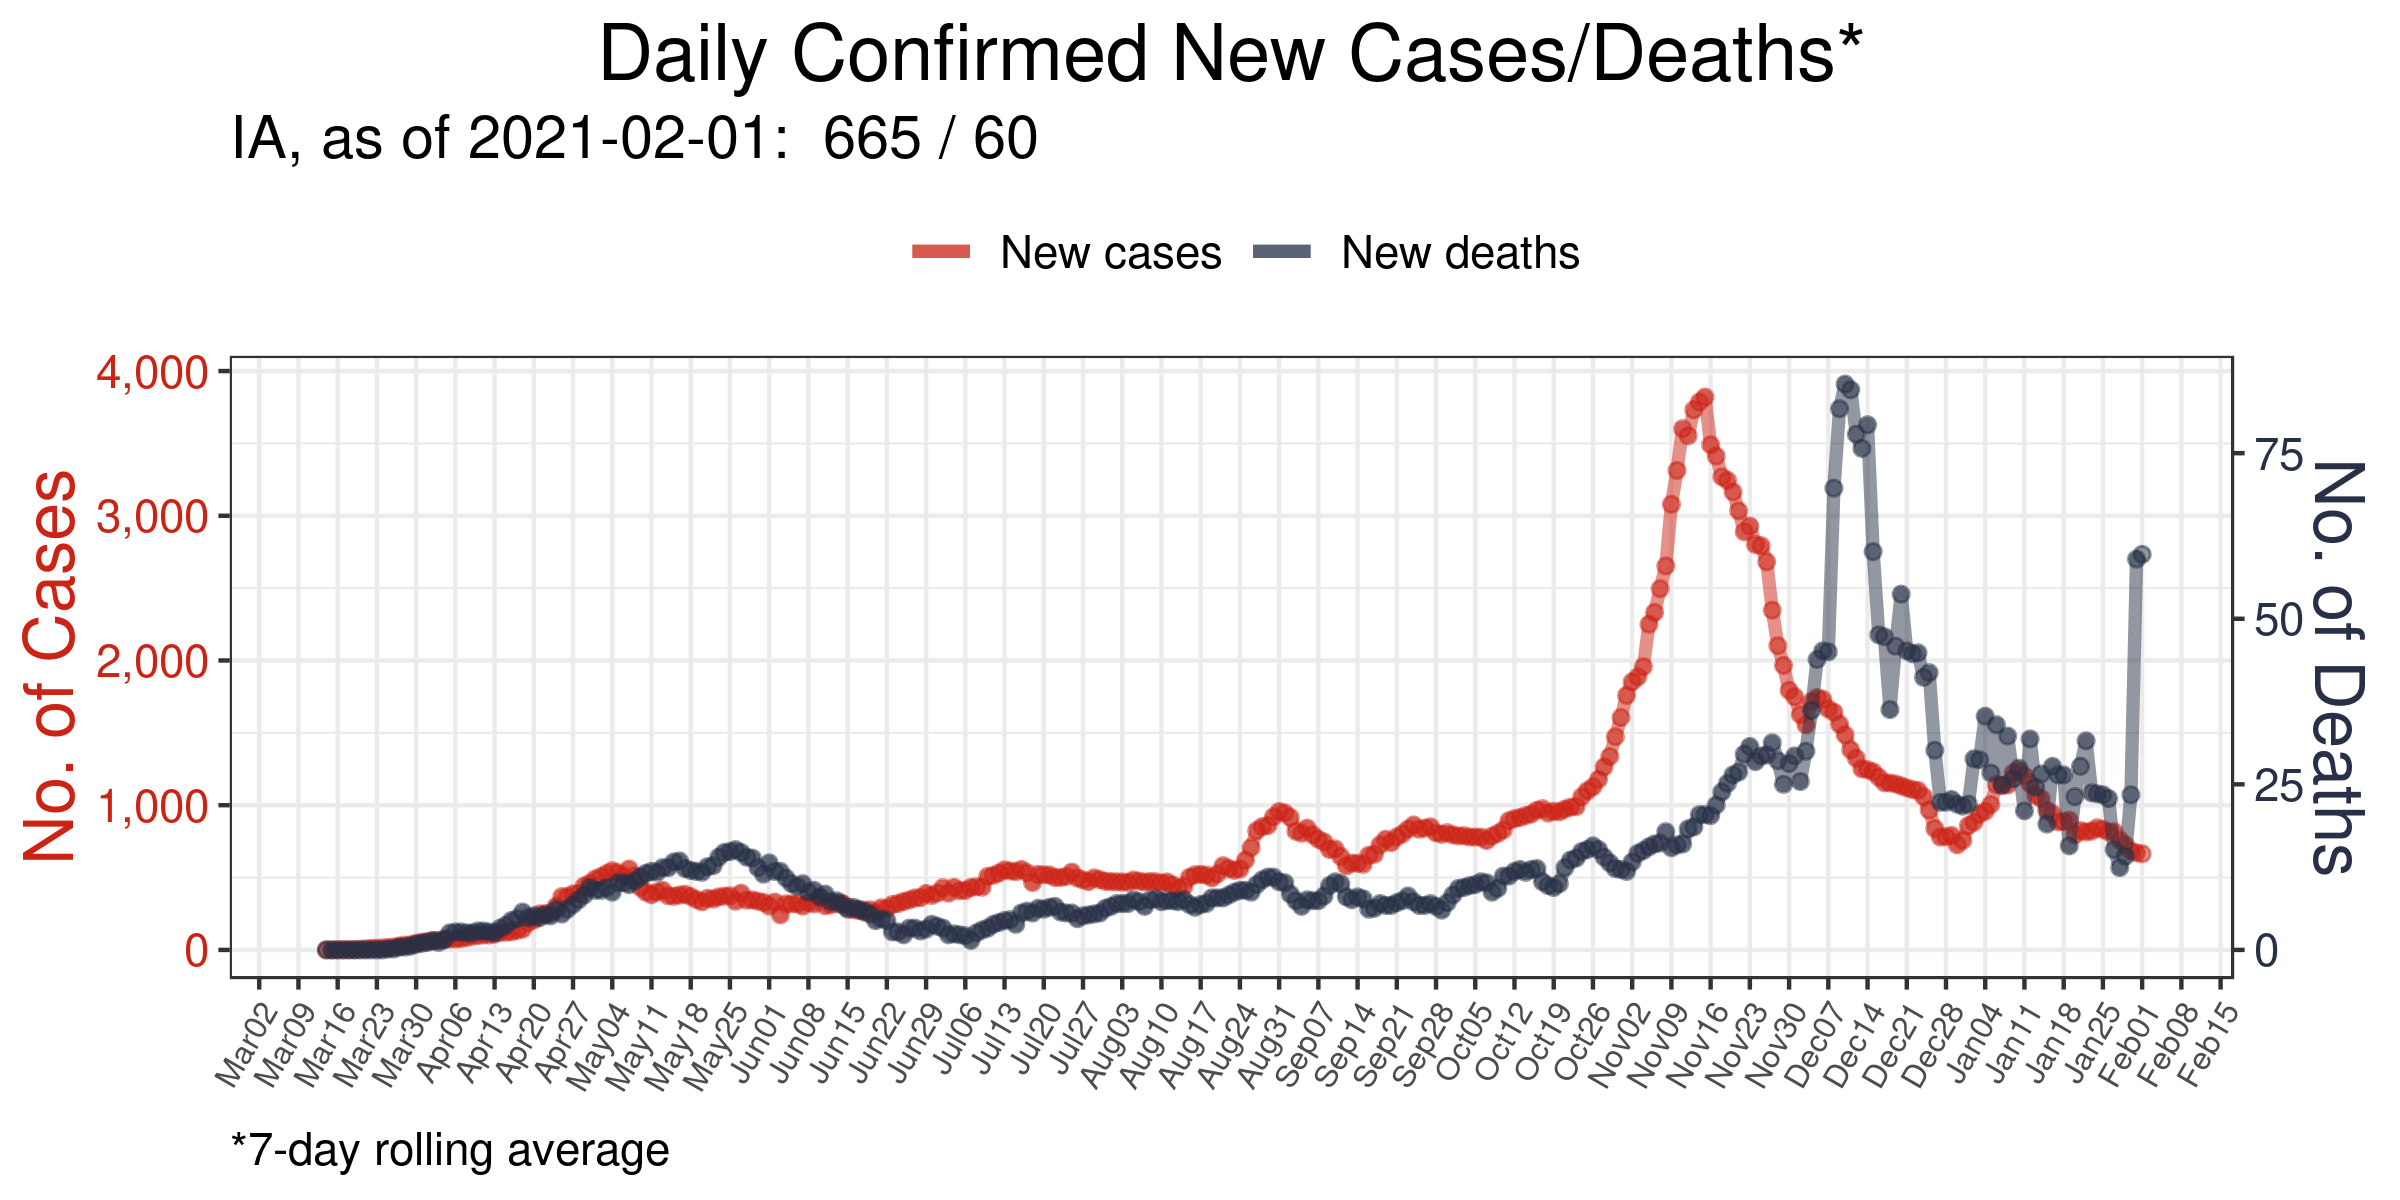 Daily Confirmed New Cases/Deaths*
IA, as of 2021-02-01:  665 / 60
New cases
New deaths
No. of Cases
4,000
3,000
2,000
1,000
0
75
50
25
0
No. of Deaths
Mar02
Mar09
Mar16
Mar23
Mar30
Apr06
Apr13
Apr20
Apr27
May04
May11
May18
May25
Jun01
Jun08
Jun15
Jun22
Jun29
Jul06
Jul13
Jul20
Jul27
Aug03
Aug10
Aug17
Aug24
Aug31
Sep07
Sep14
Sep21
Sep28
Oct05
Oct12
Oct19
Oct26
Nov02
Nov09
Nov16
Nov23
Nov30
Dec07
Dec14
Dec21
Dec28
Jan04
Jan11
Jan18
Jan25
Feb01
Feb08
Feb15
*7-day rolling average